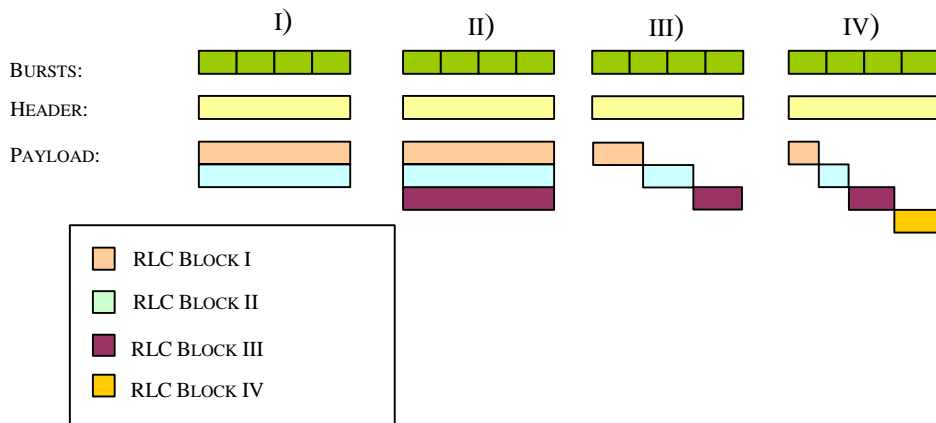 I) II) III) IV)
BURSTS:
HEADER:
PAYLOAD:
RLC BLOCK I
RLC BLOCK II
RLC BLOCK III
RLC BLOCK IV